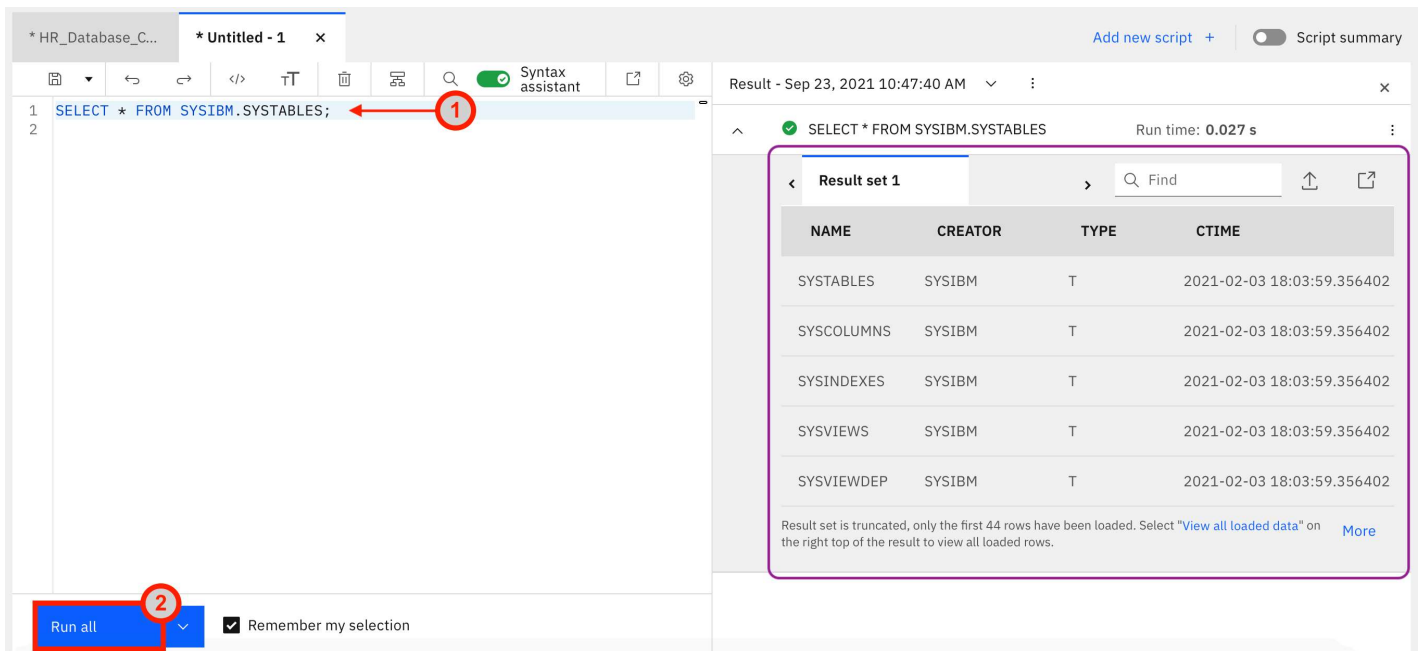 * HR_Database_C...
* Untitled - 1 ×
Add new script +
Script summary
Syntax
assistant
Result - Sep 23, 2021 10:47:40 AM
1 SELECT * FROM SYSIBM.SYSTABLES;
2
1
SELECT * FROM SYSIBM.SYSTABLES Run time: 0.027 s
Result set 1
Find
NAME CREATOR TYPE CTIME
SYSTABLES SYSIBM T 2021-02-03 18:03:59.356402
SYSCOLUMNS SYSIBM T 2021-02-03 18:03:59.356402
SYSINDEXES SYSIBM T 2021-02-03 18:03:59.356402
SYSVIEWS SYSIBM T 2021-02-03 18:03:59.356402
SYSVIEWDEP SYSIBM T 2021-02-03 18:03:59.356402
Result set is truncated, only the first 44 rows have been loaded. Select "View all loaded data" on
the right top of the result to view all loaded rows.
More
2
Run all
Remember my selection